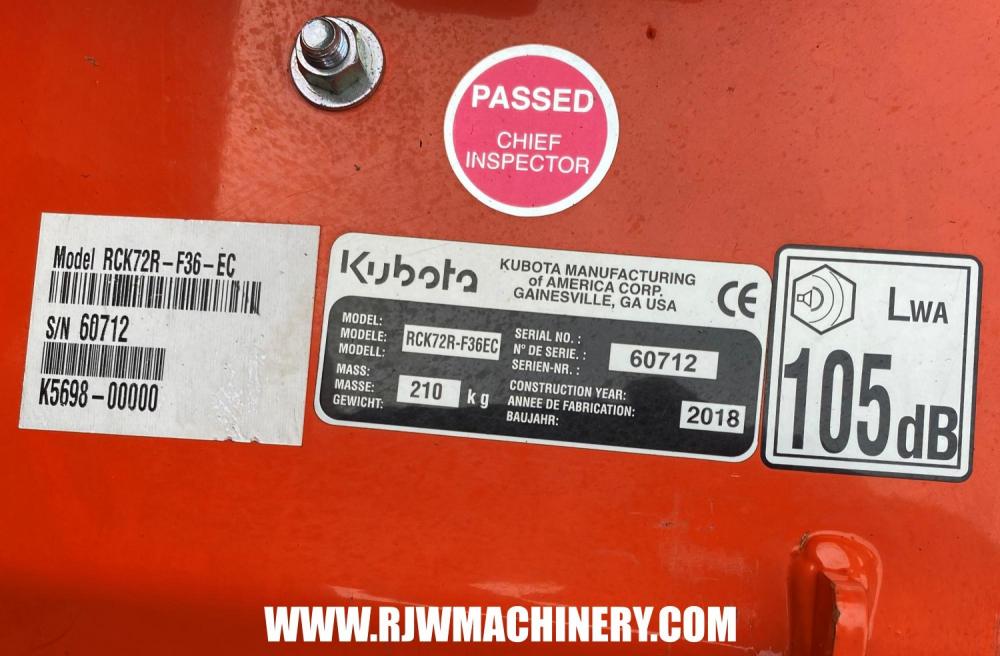 PASSED
CHIEF
INSPECTOR
Model RCK72R-F36-EC
S/N 60712
K5698-00000
Kubota
KUBOTA MANUFACTURING
of AMERICA CORP.
GAINESVILLE, GA USA
CE
MODEL:
MODELE:
MODELL:
RCK72R-F36EC
MASS:
MASSE:
GEWICHT:
210 kg
SERIAL NO. :
N° DE SERIE. :
SERIEN-NR. :
60712
CONSTRUCTION YEAR:
ANNEE DE FABRICATION:
BAUJAHR:
2018
LWA
105 dB
WWW.RJWMACHINERY.COM